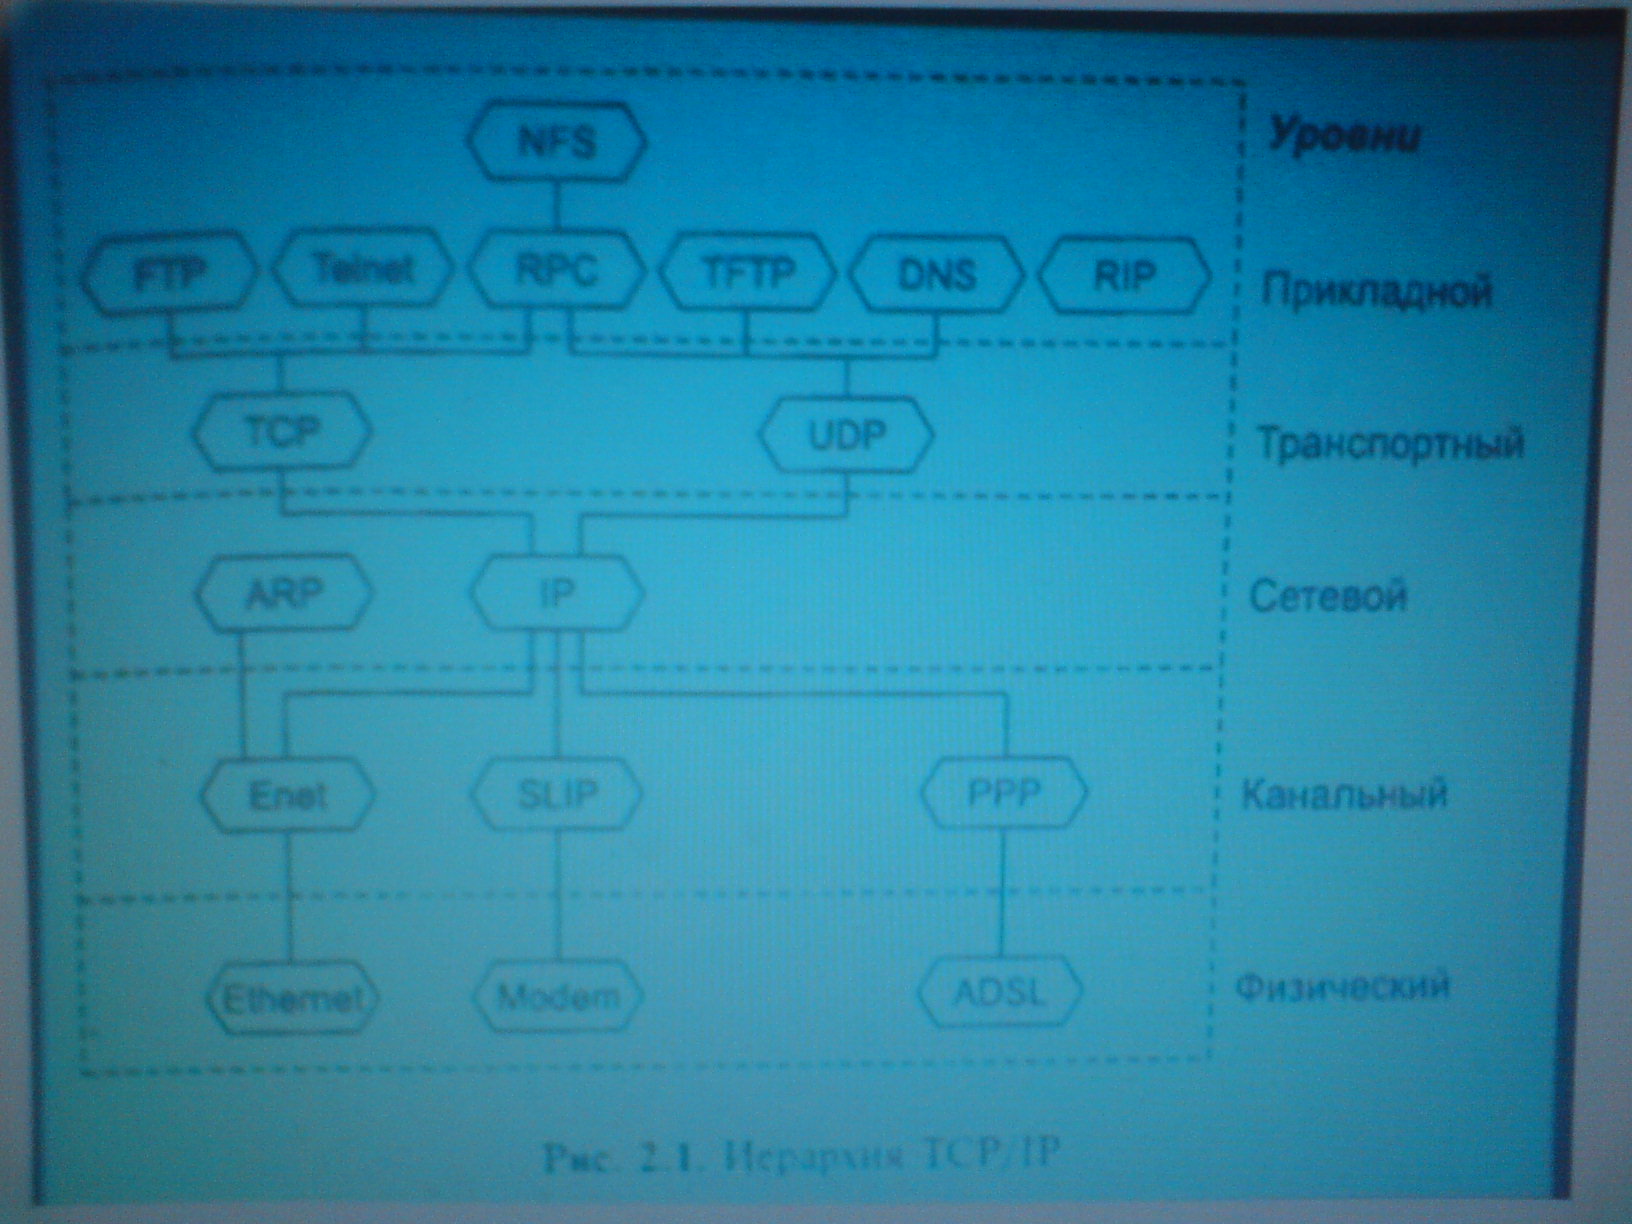 NFS
Уровни
FTP Telnet RPC TFTP DNS RIP
Прикладной
TCP UDP
Транспортный
ARP IP
Сетевой
Enet SLIP PPP
Канальный
Ethernet Modem ADSL
Физический
Рис. 2.1. Иерархия TCP/IP